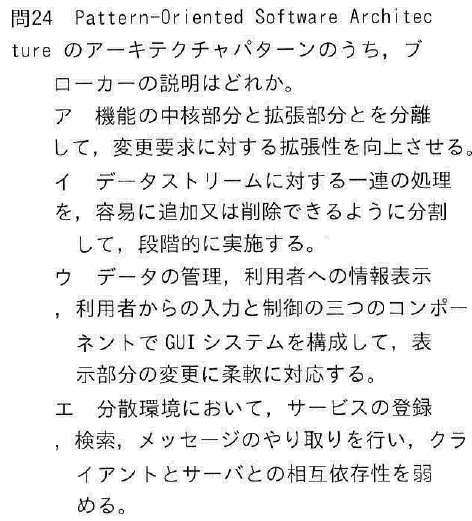 問24 Pattern-Oriented Software Architec
ture のアーキテクチャパターンのうち，ブ
ローカーの説明はどれか。
ア 機能の中核部分と拡張部分とを分離
して，変更要求に対する拡張性を向上させる。
イ データストリームに対する一連の処理
を，容易に追加又は削除できるように分割
して，段階的に実施する。
ウ データの管理，利用者への情報表示
，利用者からの入力と制御の三つのコンポー
ネントで GUI システムを構成して，表
示部分の変更に柔軟に対応する。
エ 分散環境において，サービスの登録
，検索，メッセージのやり取りを行い，クラ
イアントとサーバとの相互依存性を弱
める。